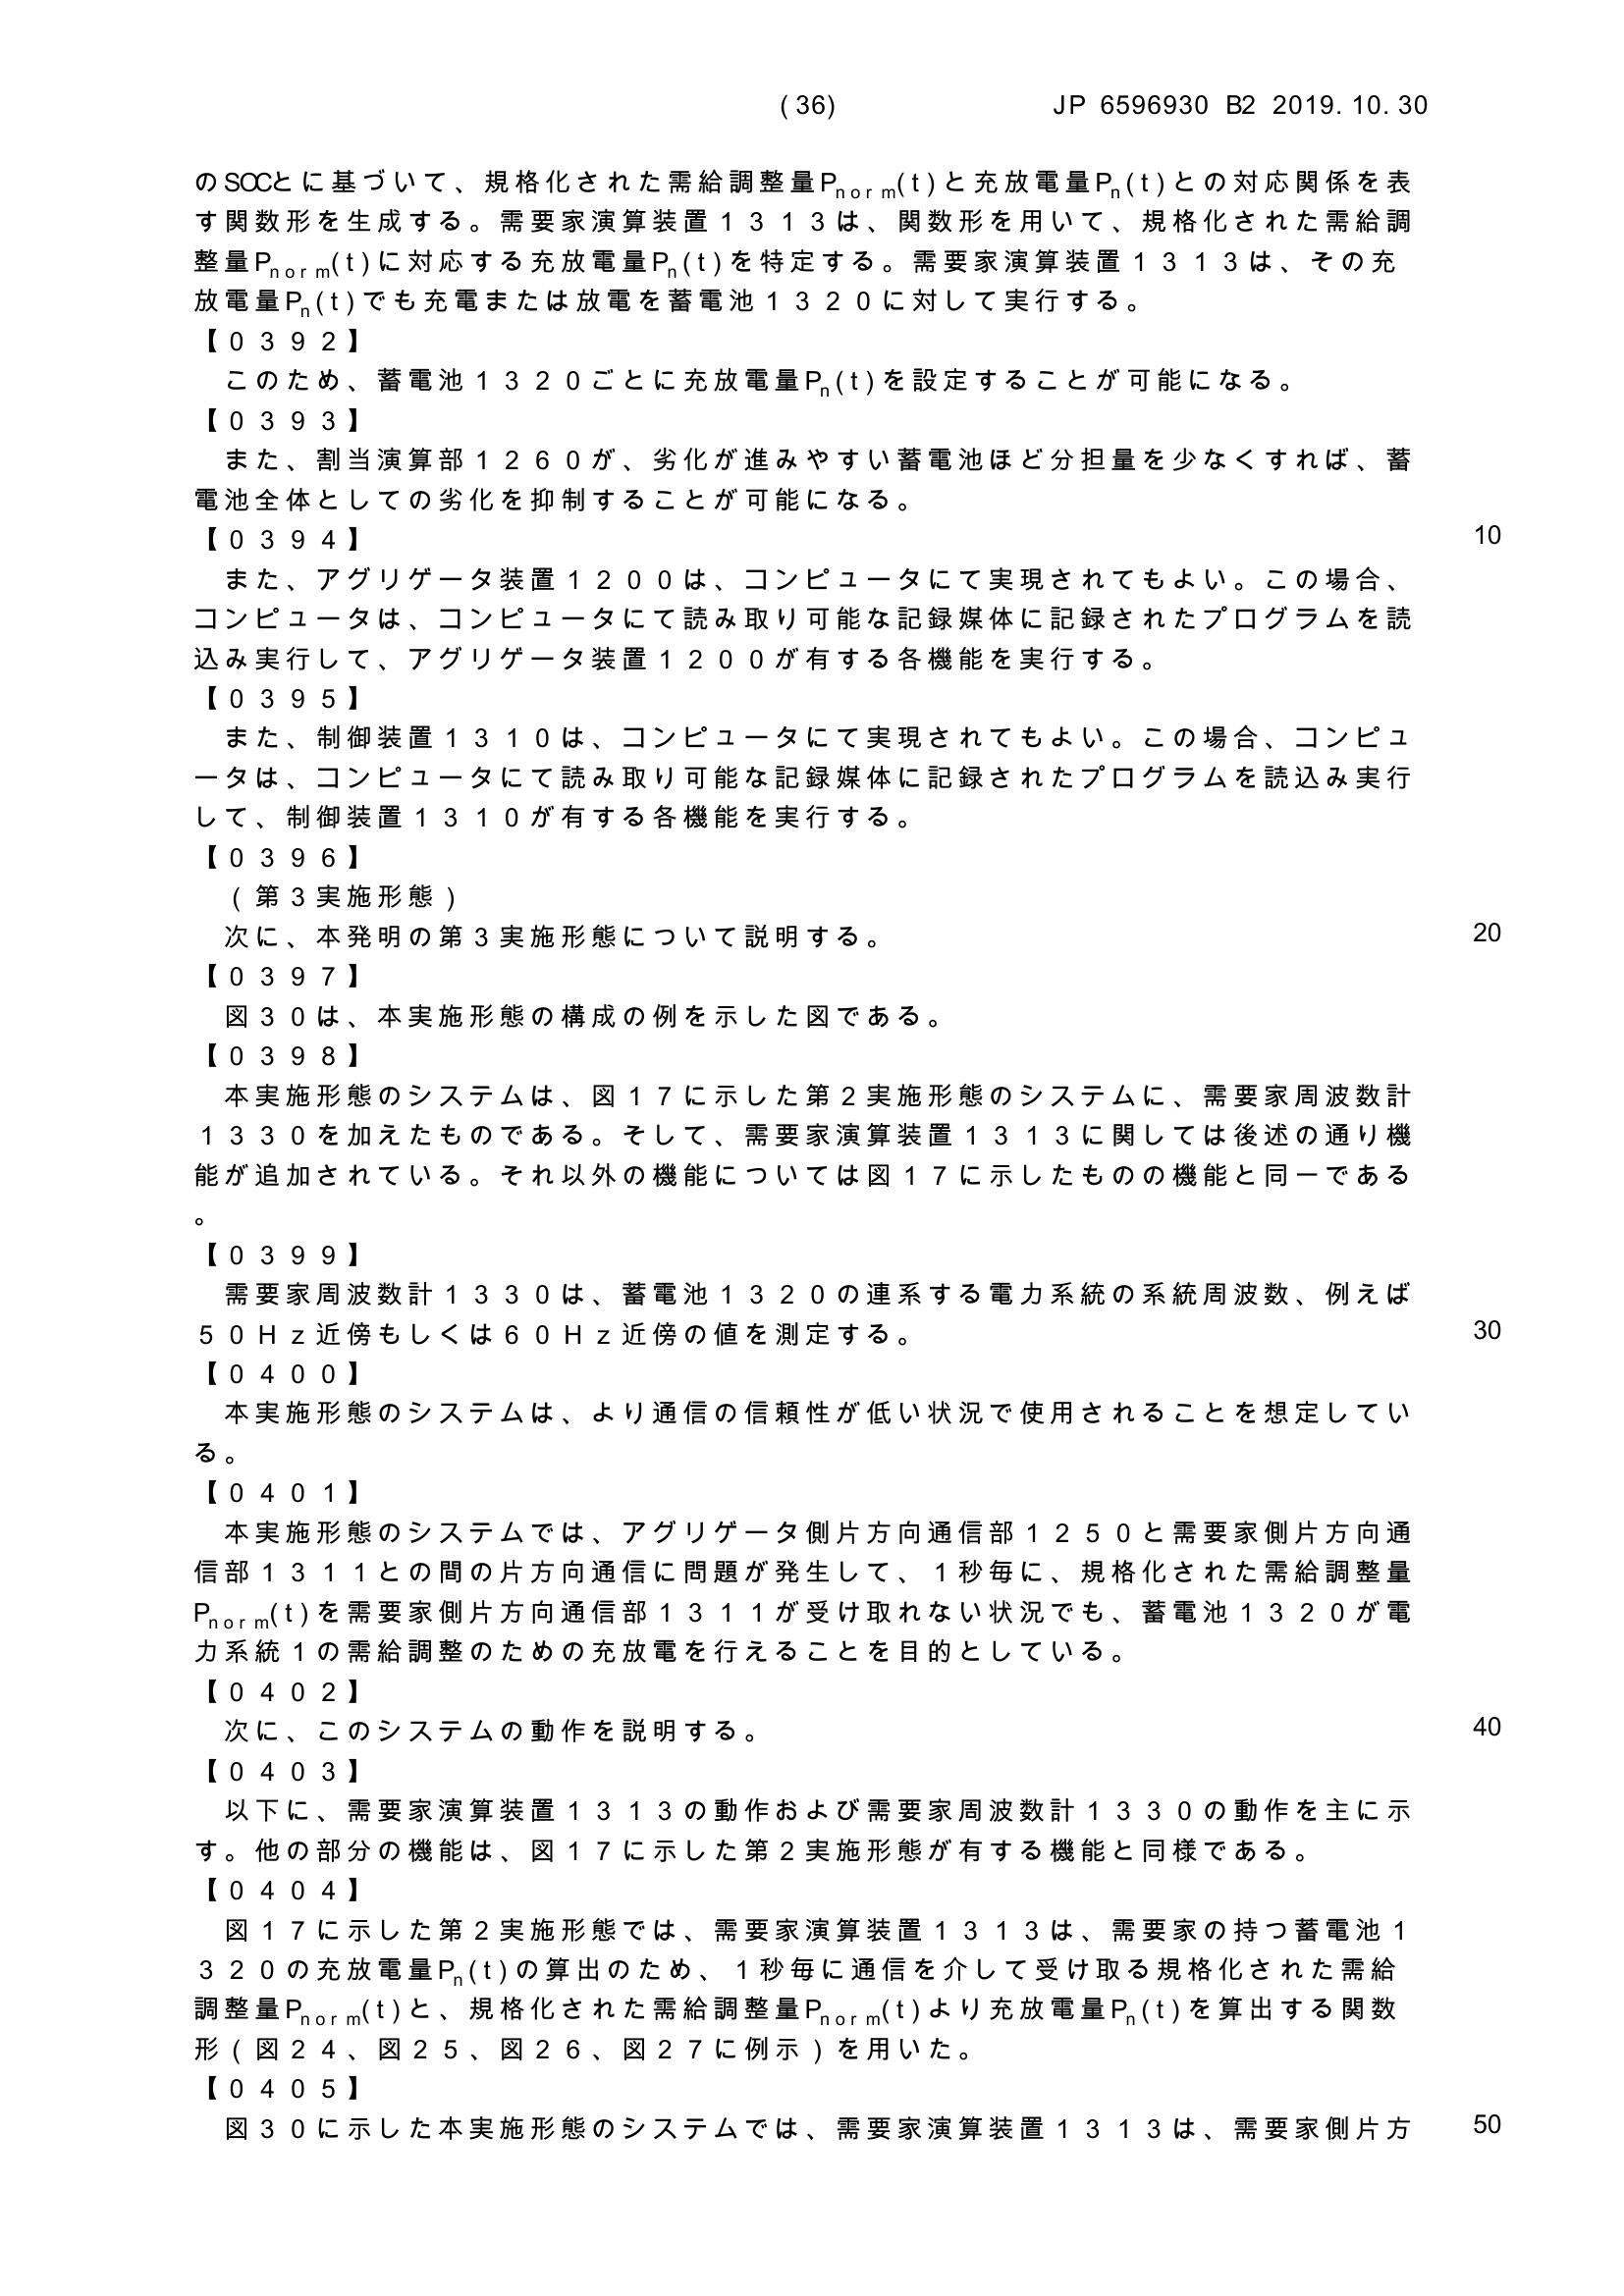 (36) JP 6596930 B2 2019.10.30
のSOCとに基づいて、規格化された需給調整量Pnorm(t)と充放電量Pn(t)との対応関係を表
す関数形を生成する。需要家演算装置１３１３は、関数形を用いて、規格化された需給調
整量Pnorm(t)に対応する充放電量Pn(t)を特定する。需要家演算装置１３１３は、その充
放電量Pn(t)でも充電または放電を蓄電池１３２０に対して実行する。
【０３９２】
　このため、蓄電池１３２０ごとに充放電量Pn(t)を設定することが可能になる。
【０３９３】
　また、割当演算部１２６０が、劣化が進みやすい蓄電池ほど分担量を少なくすれば、蓄
電池全体としての劣化を抑制することが可能になる。
【０３９４】 10
　また、アグリゲータ装置１２００は、コンピュータにて実現されてもよい。この場合、
コンピュータは、コンピュータにて読み取り可能な記録媒体に記録されたプログラムを読
込み実行して、アグリゲータ装置１２００が有する各機能を実行する。
【０３９５】
　また、制御装置１３１０は、コンピュータにて実現されてもよい。この場合、コンピュ
ータは、コンピュータにて読み取り可能な記録媒体に記録されたプログラムを読込み実行
して、制御装置１３１０が有する各機能を実行する。
【０３９６】
　（第３実施形態）
　次に、本発明の第３実施形態について説明する。 20
【０３９７】
　図３０は、本実施形態の構成の例を示した図である。
【０３９８】
　本実施形態のシステムは、図１７に示した第２実施形態のシステムに、需要家周波数計
１３３０を加えたものである。そして、需要家演算装置１３１３に関しては後述の通り機
能が追加されている。それ以外の機能については図１７に示したものの機能と同一である
。
【０３９９】
　需要家周波数計１３３０は、蓄電池１３２０の連系する電力系統の系統周波数、例えば
５０Ｈｚ近傍もしくは６０Ｈｚ近傍の値を測定する。 30
【０４００】
　本実施形態のシステムは、より通信の信頼性が低い状況で使用されることを想定してい
る。
【０４０１】
　本実施形態のシステムでは、アグリゲータ側片方向通信部１２５０と需要家側片方向通
信部１３１１との間の片方向通信に問題が発生して、１秒毎に、規格化された需給調整量
Pnorm(t)を需要家側片方向通信部１３１１が受け取れない状況でも、蓄電池１３２０が電
力系統１の需給調整のための充放電を行えることを目的としている。
【０４０２】
　次に、このシステムの動作を説明する。 40
【０４０３】
　以下に、需要家演算装置１３１３の動作および需要家周波数計１３３０の動作を主に示
す。他の部分の機能は、図１７に示した第２実施形態が有する機能と同様である。
【０４０４】
　図１７に示した第２実施形態では、需要家演算装置１３１３は、需要家の持つ蓄電池１
３２０の充放電量Pn(t)の算出のため、１秒毎に通信を介して受け取る規格化された需給
調整量Pnorm(t)と、規格化された需給調整量Pnorm(t)より充放電量Pn(t)を算出する関数
形（図２４、図２５、図２６、図２７に例示）を用いた。
【０４０５】
　図３０に示した本実施形態のシステムでは、需要家演算装置１３１３は、需要家側片方 50